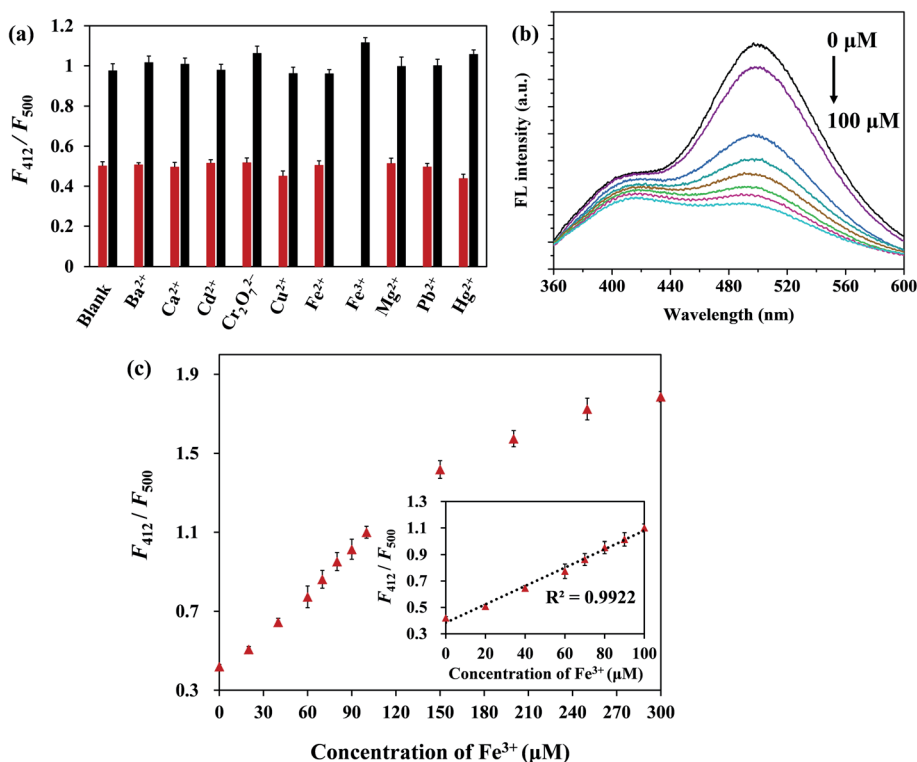 (a)
1.2
1
0.8
0.6
0.4
0.2
0
F₄₁₂ / F₅₀₀
Blank
Ba²⁺
Ca²⁺
Cd²⁺
Cr₂O₇²⁻
Cu²⁺
Fe²⁺
Fe³⁺
Mg²⁺
Pb²⁺
Hg²⁺
(b)
0 μM
100 μM
FL intensity (a.u.)
360 400 440 480 520 560 600
Wavelength (nm)
(c)
1.9
1.5
1.1
0.7
0.3
F₄₁₂ / F₅₀₀
0 30 60 90 120 150 180 210 240 270 300
Concentration of Fe³⁺ (μM)
1.3
1.1
0.9
0.7
0.5
0.3
F₄₁₂ / F₅₀₀
R² = 0.9922
0 20 40 60 80 100
Concentration of Fe³⁺ (μM)